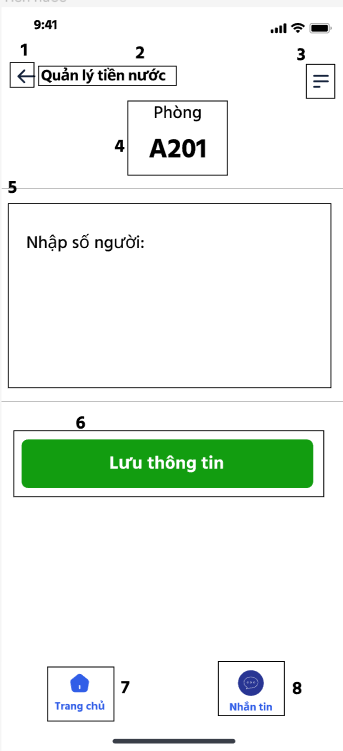 9:41
1
2
3
Quản lý tiền nước
4
Phòng
A201
5
Nhập số người:
6
Lưu thông tin
Trang chủ
7
Nhắn tin
8